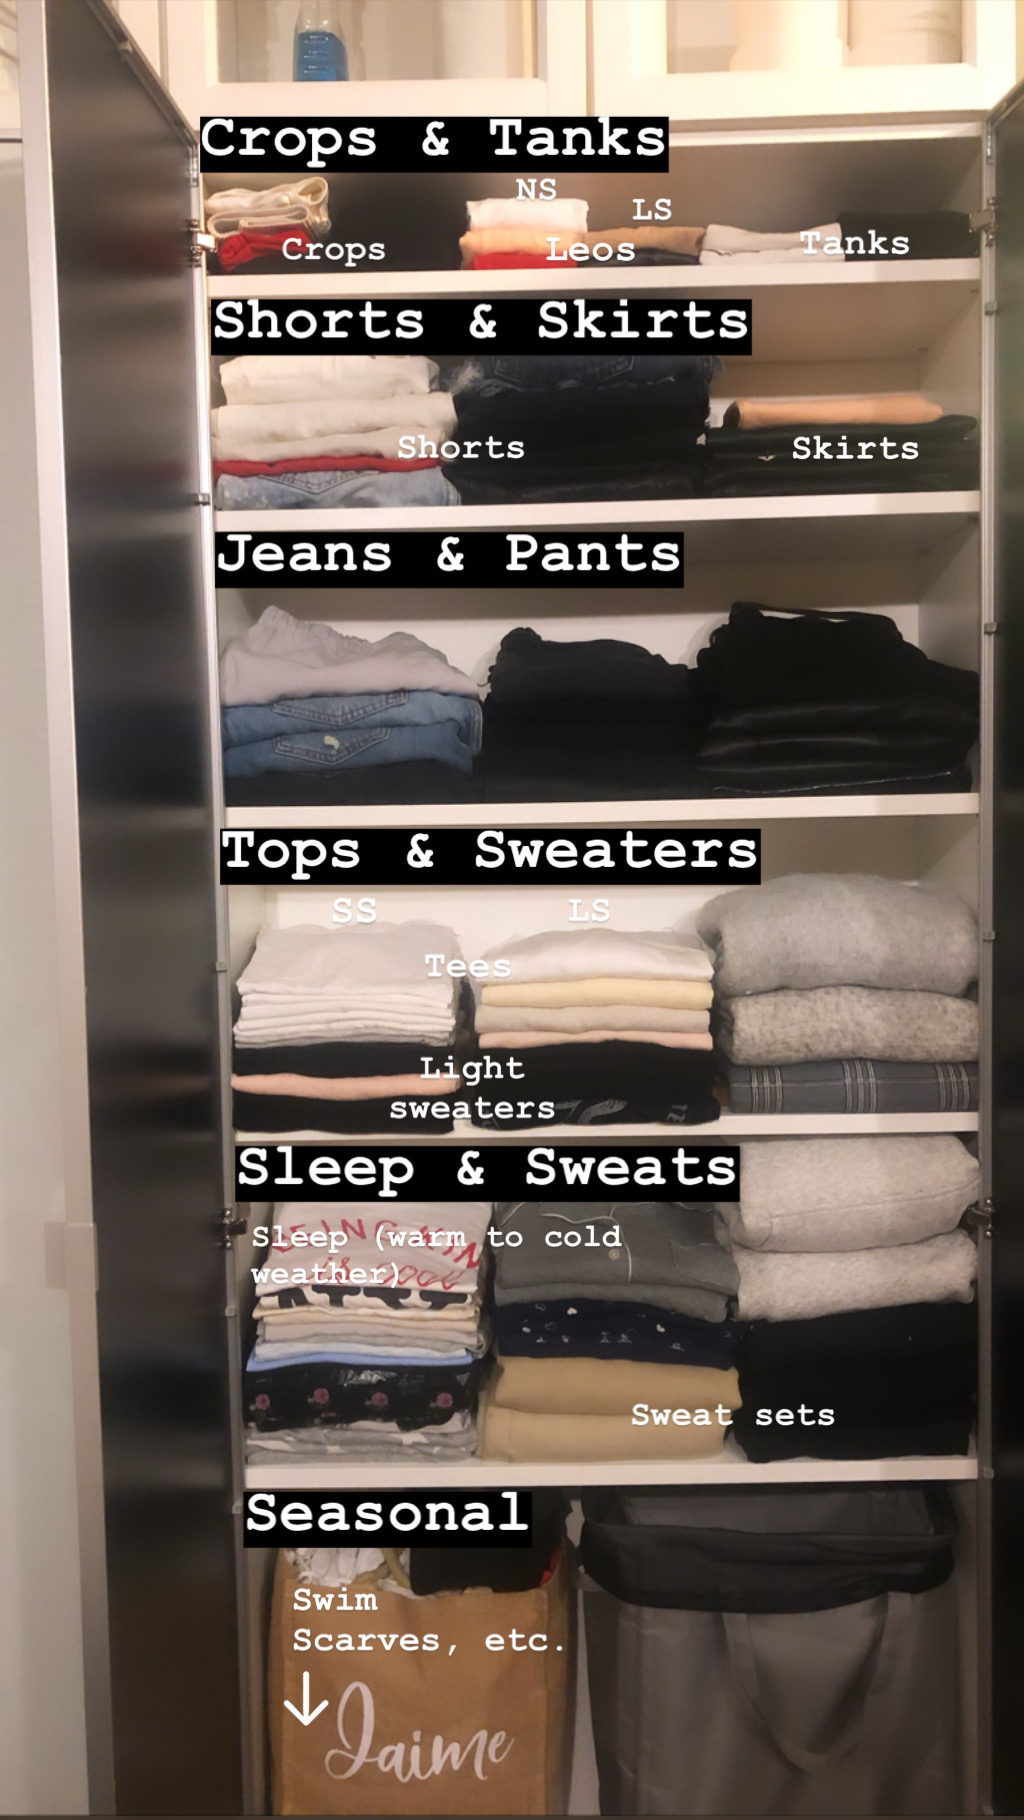 Crops & Tanks
NS
LS
Crops
Leos
Tanks
Shorts & Skirts
Shorts
Skirts
Jeans & Pants
Tops & Sweaters
SS
LS
Tees
Light
sweaters
Sleep & Sweats
Sleep (warm to cold
weather)
Sweat sets
Seasonal
Swim
Scarves, etc.
Jaime